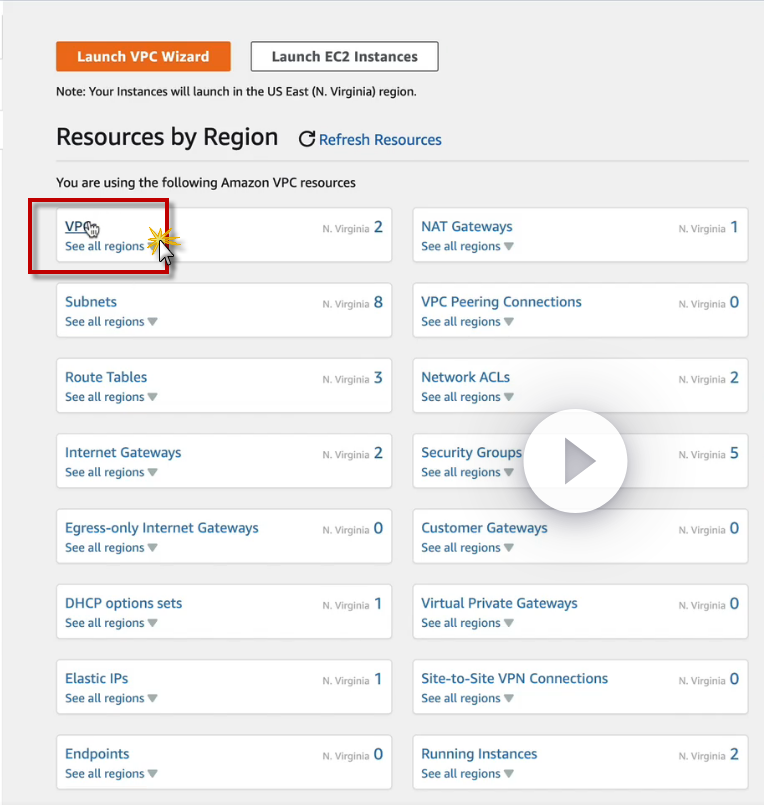 Launch VPC Wizard
Launch EC2 Instances
Note: Your Instances will launch in the US East (N. Virginia) region.
Resources by Region
Refresh Resources
You are using the following Amazon VPC resources
N. Virginia 2
See all regions
NAT Gateways N. Virginia 1
See all regions
Subnets N. Virginia 8
See all regions
VPC Peering Connections N. Virginia 0
See all regions
Route Tables N. Virginia 3
See all regions
Network ACLs N. Virginia 2
See all regions
Internet Gateways N. Virginia 2
See all regions
Security Groups N. Virginia 5
See all regions
Egress-only Internet Gateways N. Virginia 0
See all regions
Customer Gateways N. Virginia 0
See all regions
DHCP options sets N. Virginia 1
See all regions
Virtual Private Gateways N. Virginia 0
See all regions
Elastic IPs N. Virginia 1
See all regions
Site-to-Site VPN Connections N. Virginia 0
See all regions
Endpoints N. Virginia 0
See all regions
Running Instances N. Virginia 2
See all regions